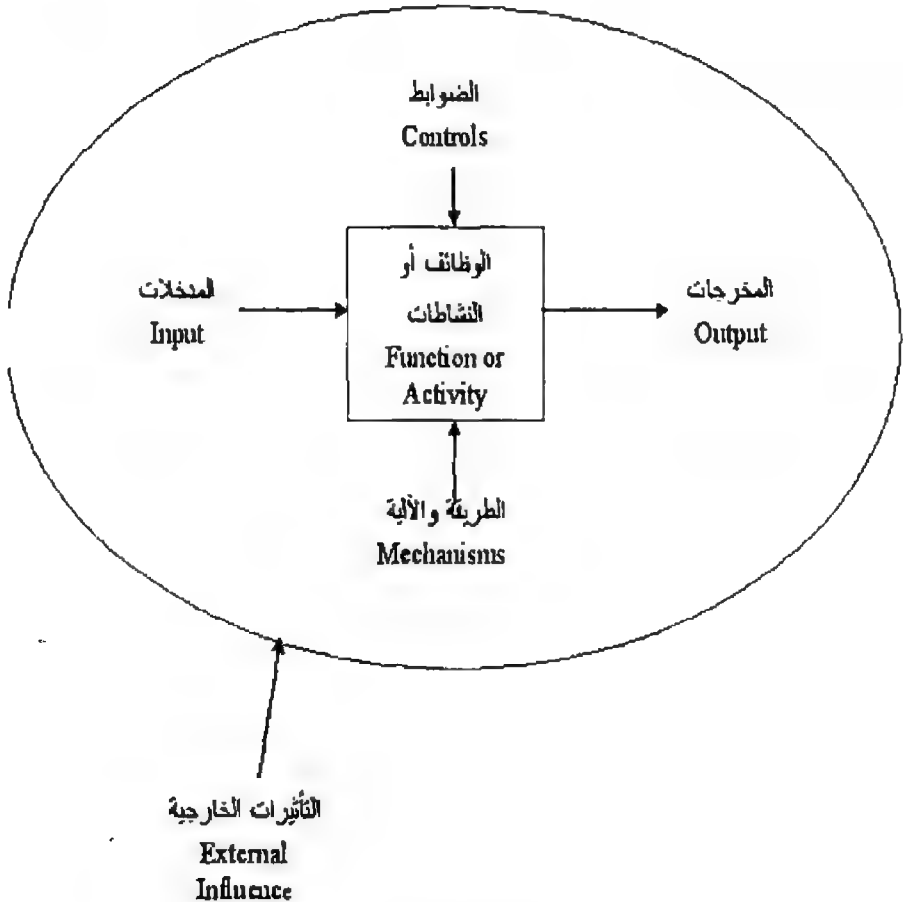 الضوابط
Controls
الوظائف أو
النشاطات
Function or
Activity
المدخلات
Input
المخرجات
Output
الطريقة والآلية
Mechanisms
التأثيرات الخارجية
External
Influence